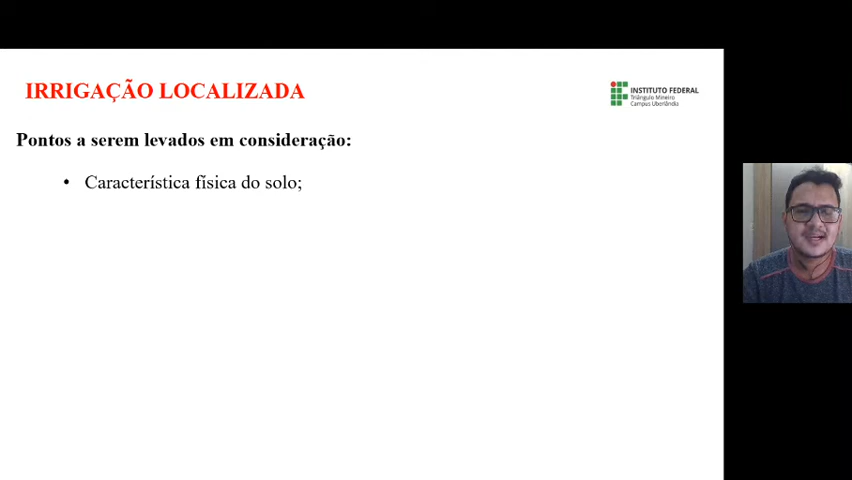 IRRIGAÇÃO LOCALIZADA
INSTITUTO FEDERAL
Triângulo Mineiro
Campus Uberlândia
Pontos a serem levados em consideração:
• Característica física do solo;